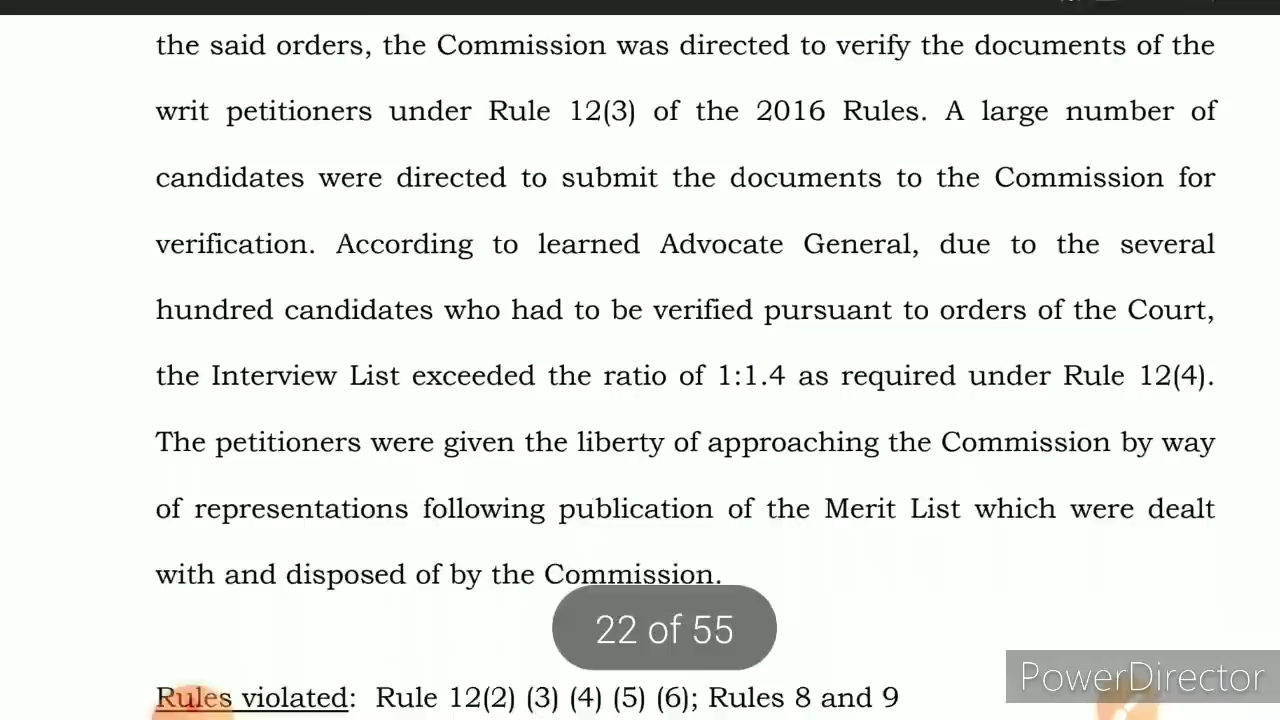 the said orders, the Commission was directed to verify the documents of the
writ petitioners under Rule 12(3) of the 2016 Rules. A large number of
candidates were directed to submit the documents to the Commission for
verification. According to learned Advocate General, due to the several
hundred candidates who had to be verified pursuant to orders of the Court,
the Interview List exceeded the ratio of 1:1.4 as required under Rule 12(4).
The petitioners were given the liberty of approaching the Commission by way
of representations following publication of the Merit List which were dealt
with and disposed of by the Commission.
22 of 55
PowerDirector
Rules violated: Rule 12(2) (3) (4) (5) (6); Rules 8 and 9